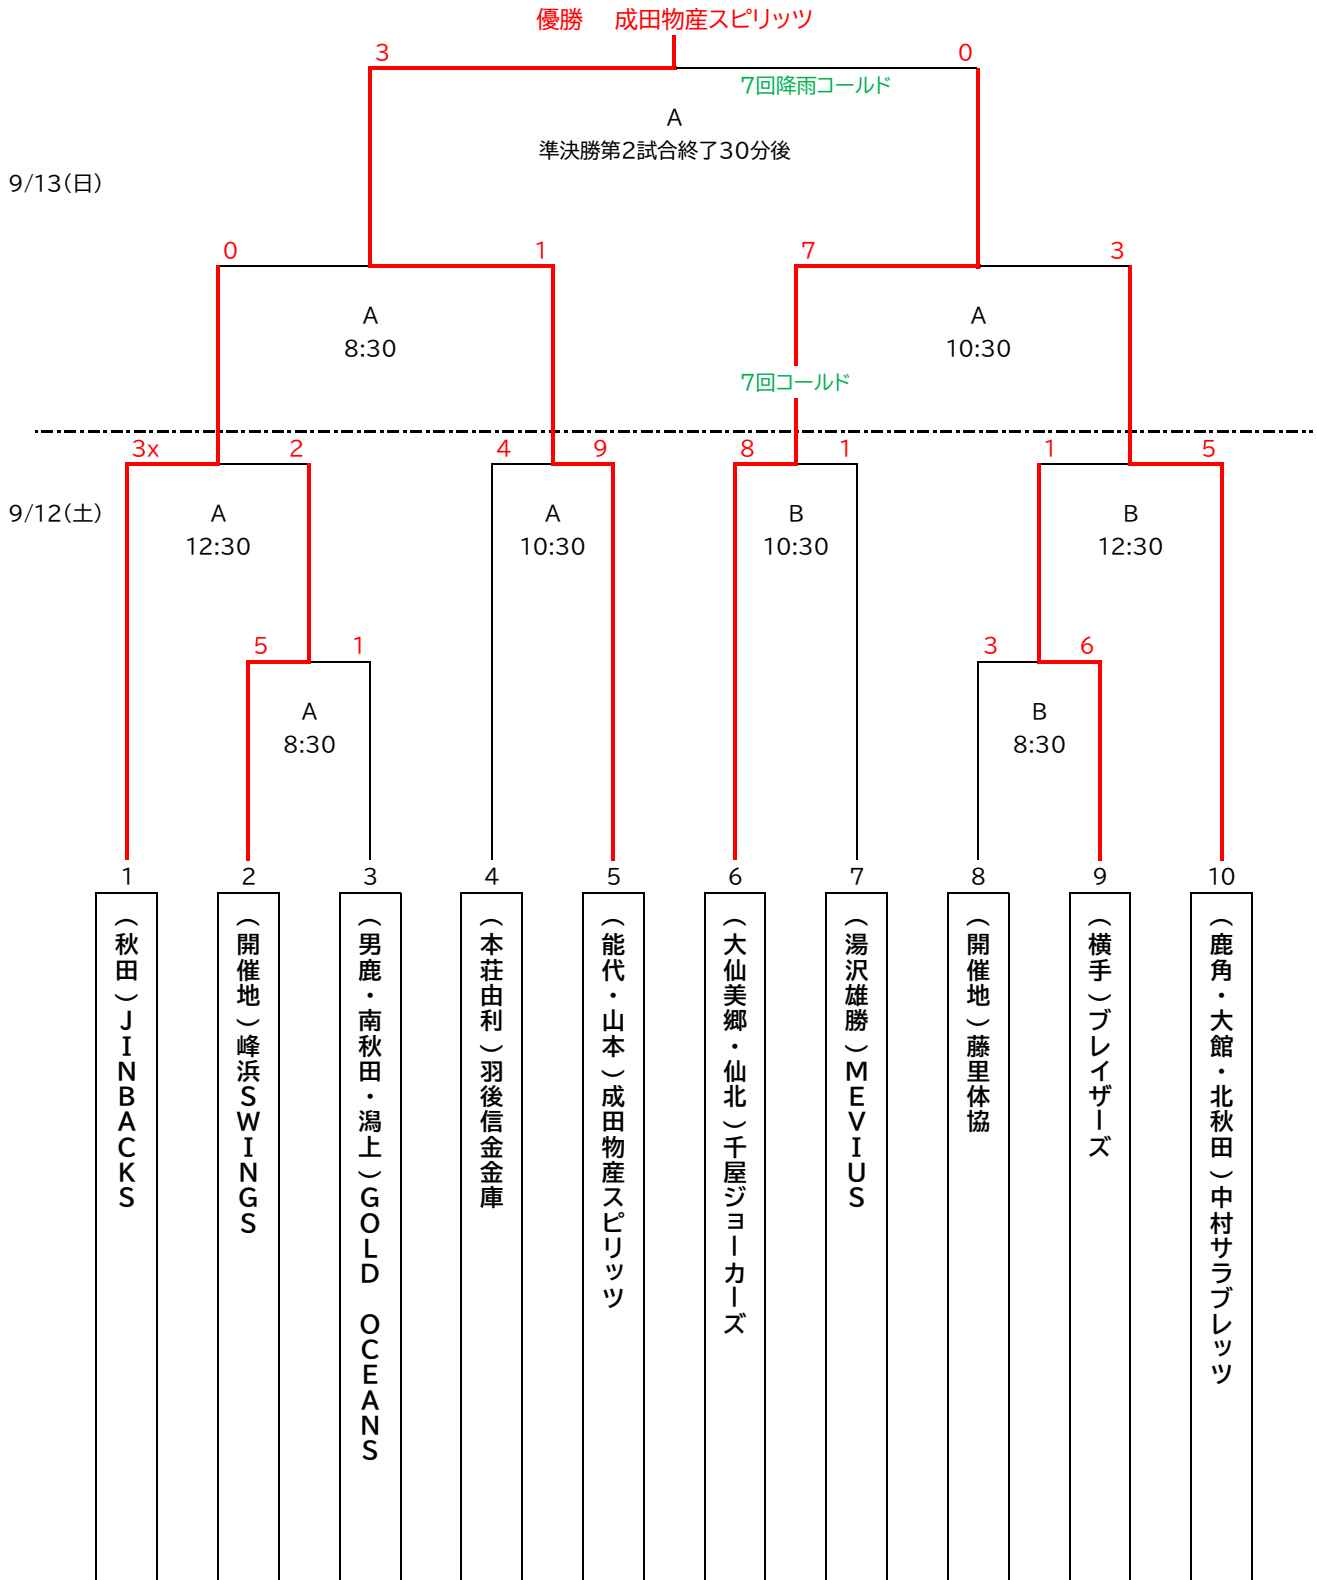 優勝　成田物産スピリッツ
3
0
7回降雨コールド
A
準決勝第2試合終了30分後
9/13(日)
0
1
7
3
A
8:30
A
10:30
7回コールド
3x
2
4
9
8
1
1
5
9/12(土)
A
12:30
A
10:30
B
10:30
B
12:30
5
1
3
6
A
8:30
B
8:30
1
2
3
4
5
6
7
8
9
10
(秋田)JINBACKS
(開催地)峰浜SWINGS
(男鹿・南秋田・潟上)GOLD　OCEANS
(本荘由利)羽後信金金庫
(能代・山本)成田物産スピリッツ
(大仙美郷・仙北)千屋ジョーカーズ
(湯沢雄勝)MEVIUS
(開催地)藤里体協
(横手)ブレイザーズ
(鹿角・大館・北秋田)中村サラブレッツ